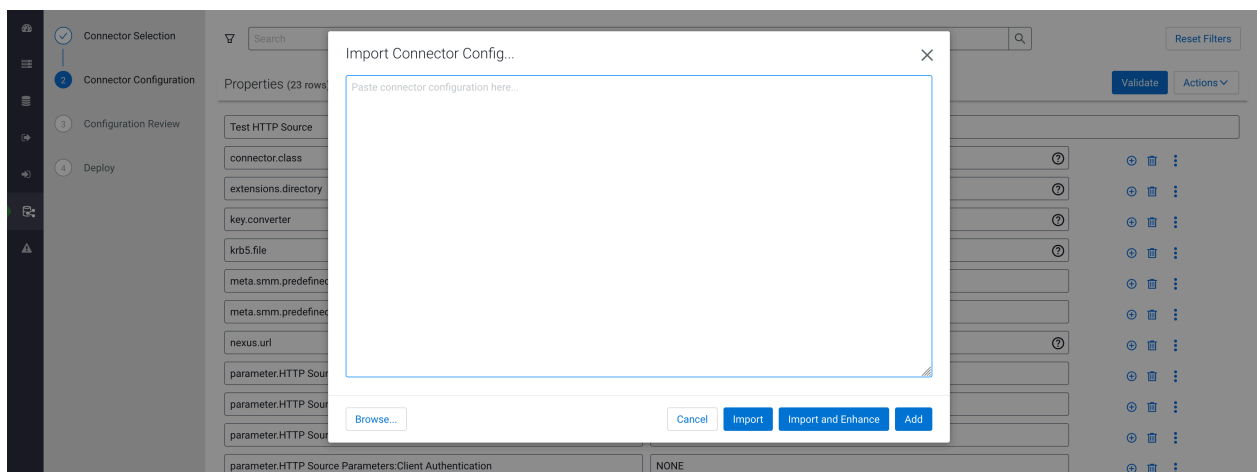 Connector Selection
2 Connector Configuration
3 Configuration Review
4 Deploy
Search
Reset Filters
Properties (23 rows)
Validate
Actions
Import Connector Config...
Paste connector configuration here...
Browse...
Cancel
Import
Import and Enhance
Add
Test HTTP Source
connector.class
extensions.directory
key.converter
krb5.file
meta.smm.predefined
meta.smm.predefined
nexus.url
parameter.HTTP Sour
parameter.HTTP Sour
parameter.HTTP Sour
parameter.HTTP Source Parameters:Client Authentication
NONE